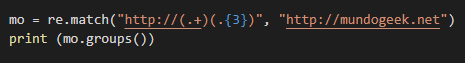 mo = re.match("http://(.+)(.{3})", "http://mundogeek.net")
print (mo.groups())